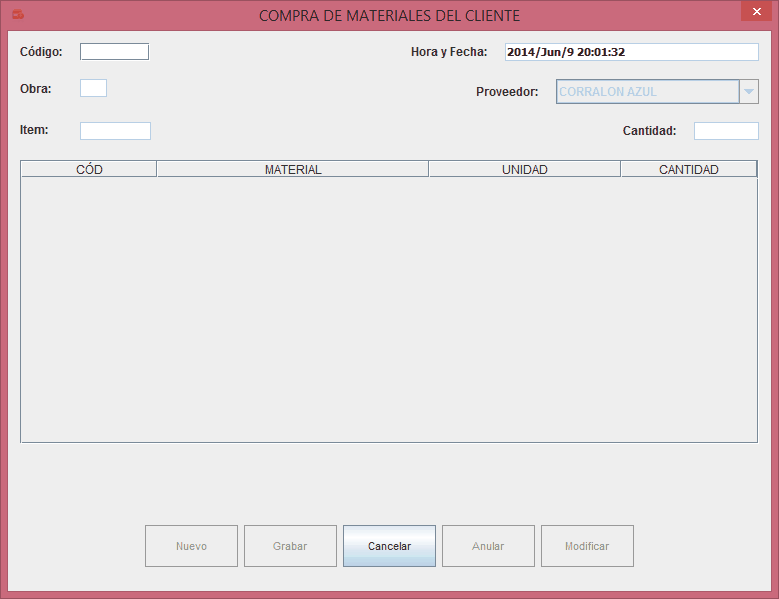 COMPRA DE MATERIALES DEL CLIENTE
Código:
Hora y Fecha: 2014/Jun/9 20:01:32
Obra:
Proveedor: CORRALON AZUL
Item:
Cantidad:
CÓD MATERIAL UNIDAD CANTIDAD
Nuevo Grabar Cancelar Anular Modificar